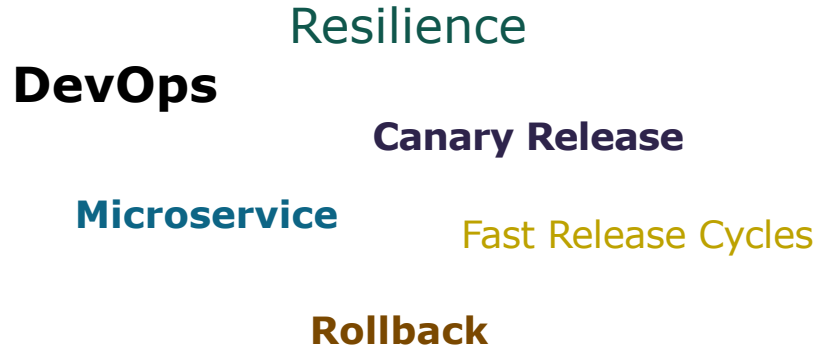 Resilience
DevOps
Canary Release
Microservice
Fast Release Cycles
Rollback